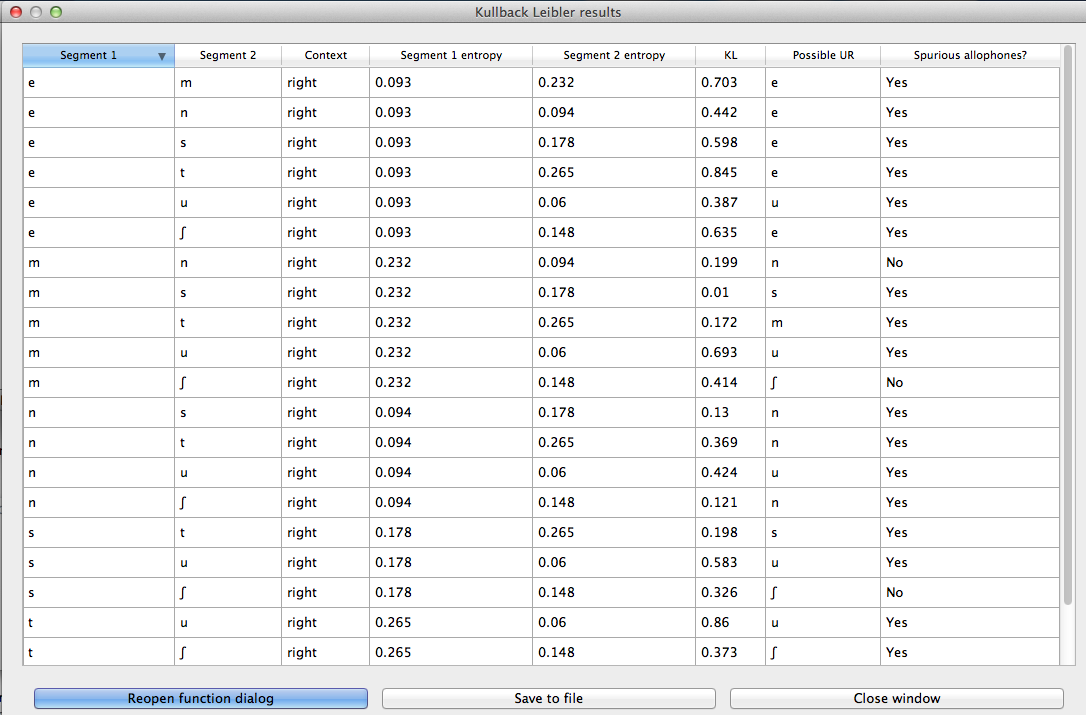 Kullback Leibler results
Segment 1 Segment 2 Context Segment 1 entropy Segment 2 entropy KL Possible UR Spurious allophones?
e m right 0.093 0.232 0.703 e Yes
e n right 0.093 0.094 0.442 e Yes
e s right 0.093 0.178 0.598 e Yes
e t right 0.093 0.265 0.845 e Yes
e u right 0.093 0.06 0.387 u Yes
e ʃ right 0.093 0.148 0.635 e Yes
m n right 0.232 0.094 0.199 n No
m s right 0.232 0.178 0.01 s Yes
m t right 0.232 0.265 0.172 m Yes
m u right 0.232 0.06 0.693 u Yes
m ʃ right 0.232 0.148 0.414 ʃ No
n s right 0.094 0.178 0.13 n Yes
n t right 0.094 0.265 0.369 n Yes
n u right 0.094 0.06 0.424 u Yes
n ʃ right 0.094 0.148 0.121 n Yes
s t right 0.178 0.265 0.198 s Yes
s u right 0.178 0.06 0.583 u Yes
s ʃ right 0.178 0.148 0.326 ʃ No
t u right 0.265 0.06 0.86 u Yes
t ʃ right 0.265 0.148 0.373 ʃ Yes
Reopen function dialog Save to file Close window